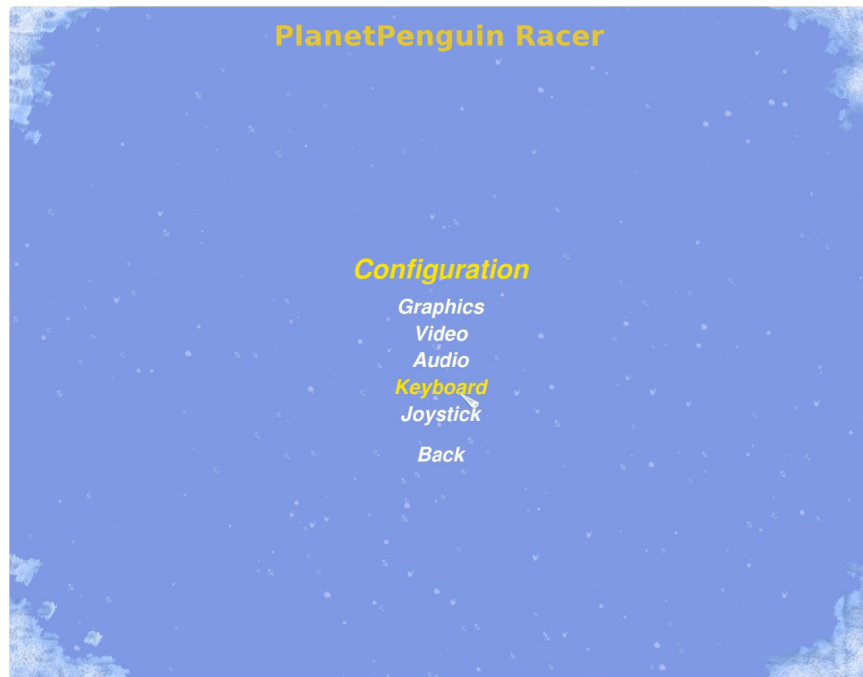 PlanetPenguin Racer
Configuration
Graphics
Video
Audio
Keyboard
Joystick
Back